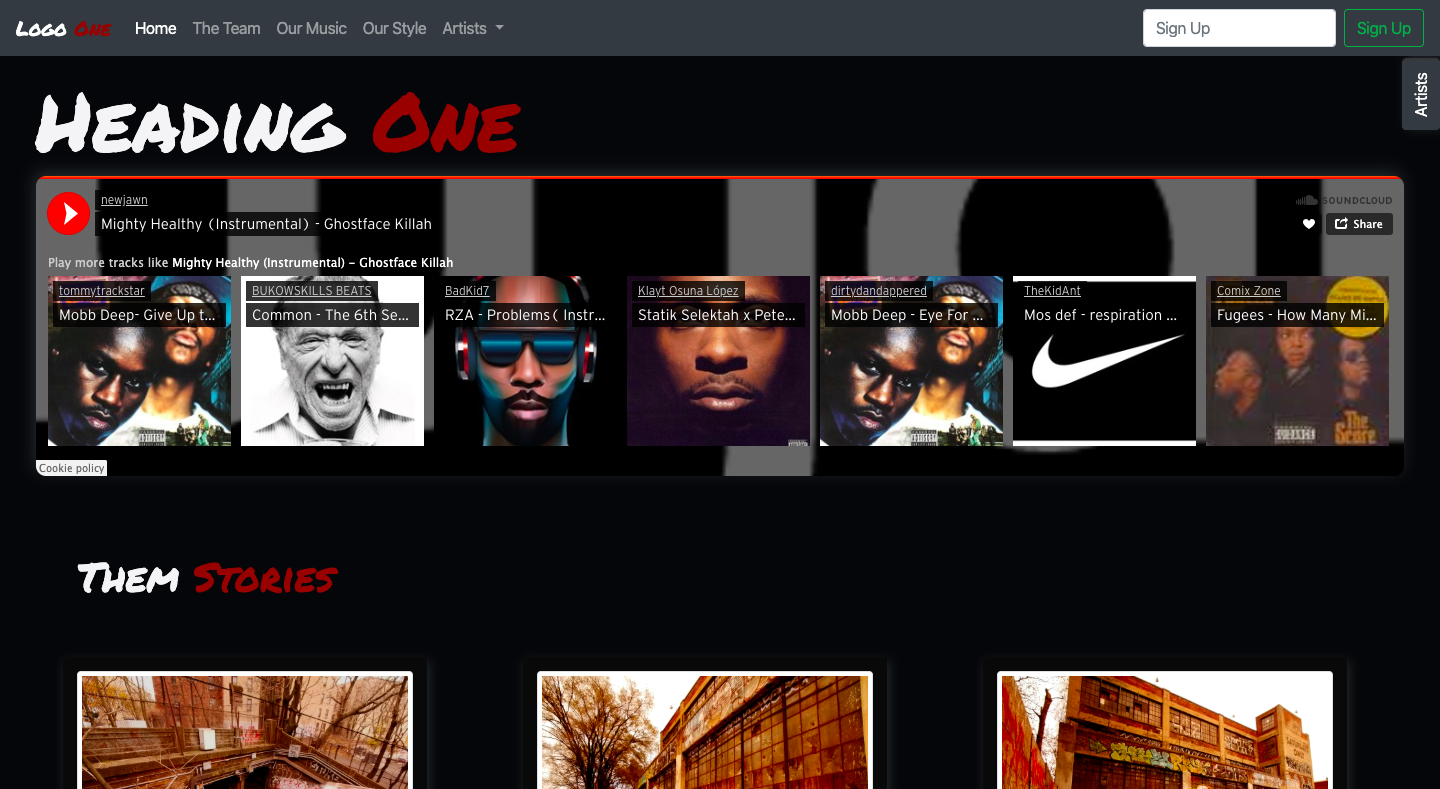 Logo One
Home
The Team
Our Music
Our Style
Artists
Sign Up
Sign Up
Artists
Heading One
newjawn
Mighty Healthy (Instrumental) - Ghostface Killah
SOUNDCLOUD
Share
Play more tracks like Mighty Healthy (Instrumental) – Ghostface Killah
tommytrackstar
Mobb Deep- Give Up t...
BUKOWSKILLS BEATS
Common - The 6th Se...
BadKid7
RZA - Problems( Instr...
Klayt Osuna López
Statik Selektah x Pete...
dirtydandappered
Mobb Deep - Eye For ...
TheKidAnt
Mos def - respiration ...
Comix Zone
Fugees - How Many Mi...
The
Score
Cookie policy
Them Stories